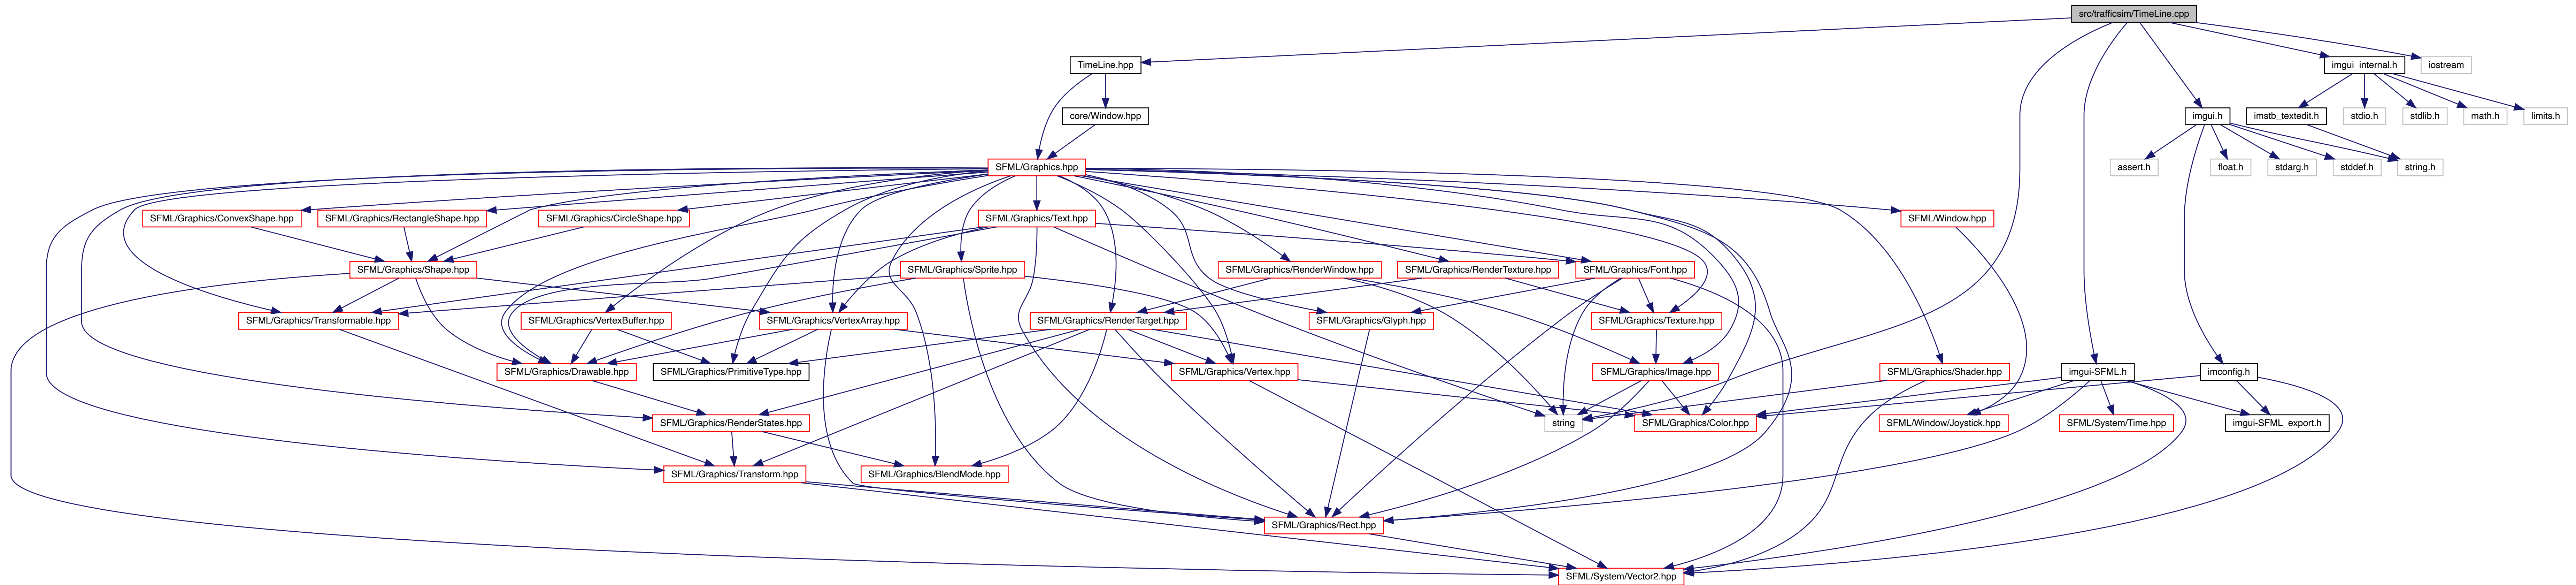 src/trafficsim/TimeLine.cpp
TimeLine.hpp
imgui_internal.h
iostream
core/Window.hpp
imgui.h
imstb_textedit.h
stdio.h
stdlib.h
math.h
limits.h
SFML/Graphics.hpp
assert.h
float.h
stdarg.h
stddef.h
string.h
SFML/Graphics/ConvexShape.hpp
SFML/Graphics/RectangleShape.hpp
SFML/Graphics/CircleShape.hpp
SFML/Graphics/Text.hpp
SFML/Window.hpp
SFML/Graphics/Shape.hpp
SFML/Graphics/Sprite.hpp
SFML/Graphics/RenderWindow.hpp
SFML/Graphics/RenderTexture.hpp
SFML/Graphics/Font.hpp
SFML/Graphics/Transformable.hpp
SFML/Graphics/VertexBuffer.hpp
SFML/Graphics/VertexArray.hpp
SFML/Graphics/RenderTarget.hpp
SFML/Graphics/Glyph.hpp
SFML/Graphics/Texture.hpp
SFML/Graphics/Drawable.hpp
SFML/Graphics/PrimitiveType.hpp
SFML/Graphics/Vertex.hpp
SFML/Graphics/Image.hpp
SFML/Graphics/Shader.hpp
imgui-SFML.h
imconfig.h
SFML/Graphics/RenderStates.hpp
string
SFML/Graphics/Color.hpp
SFML/Window/Joystick.hpp
SFML/System/Time.hpp
imgui-SFML_export.h
SFML/Graphics/Transform.hpp
SFML/Graphics/BlendMode.hpp
SFML/Graphics/Rect.hpp
SFML/System/Vector2.hpp